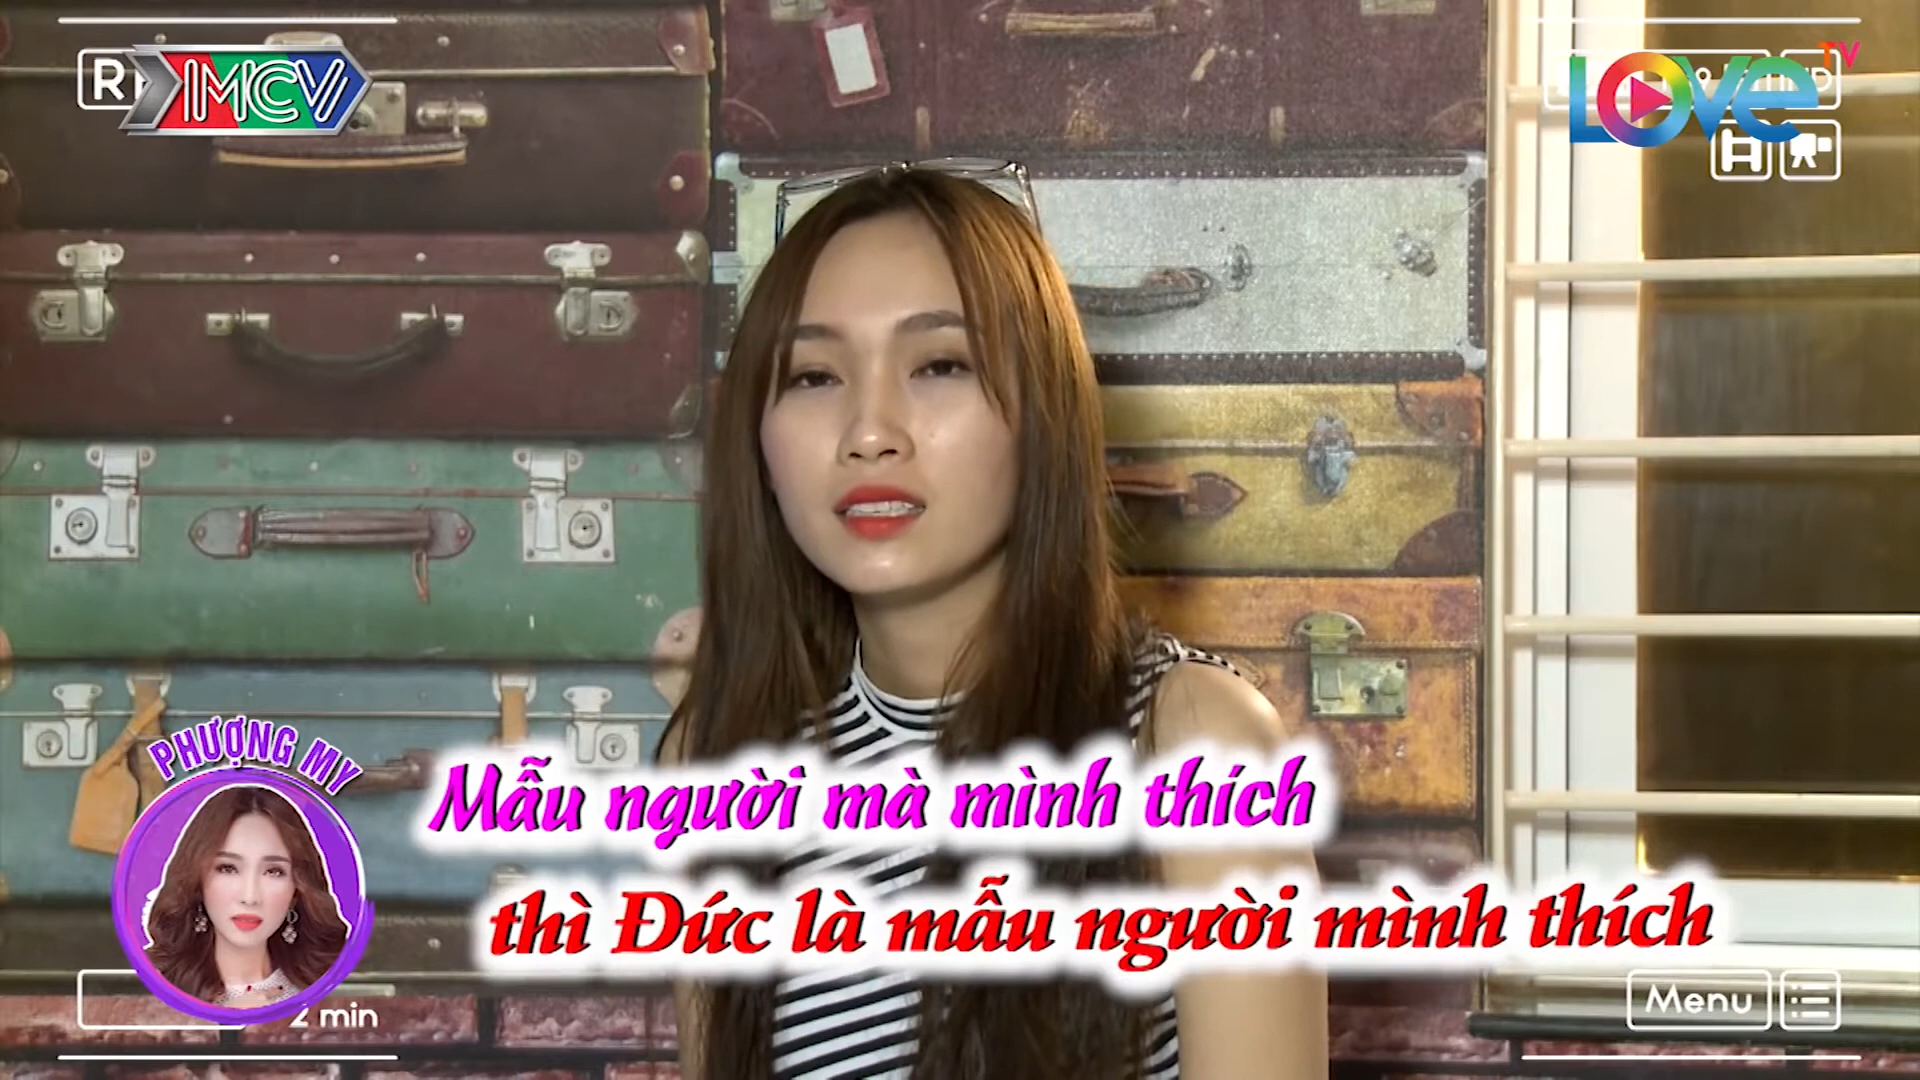 MCV
LOVE TV
PHƯỢNG MY
Mẫu người mà mình thích
thì Đức là mẫu người mình thích
2 min
Menu